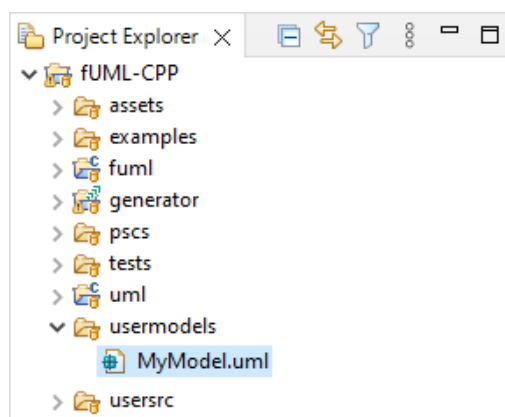 Project Explorer
fUML-CPP
assets
examples
fuml
generator
pscs
tests
uml
usermodels
MyModel.uml
usersrc